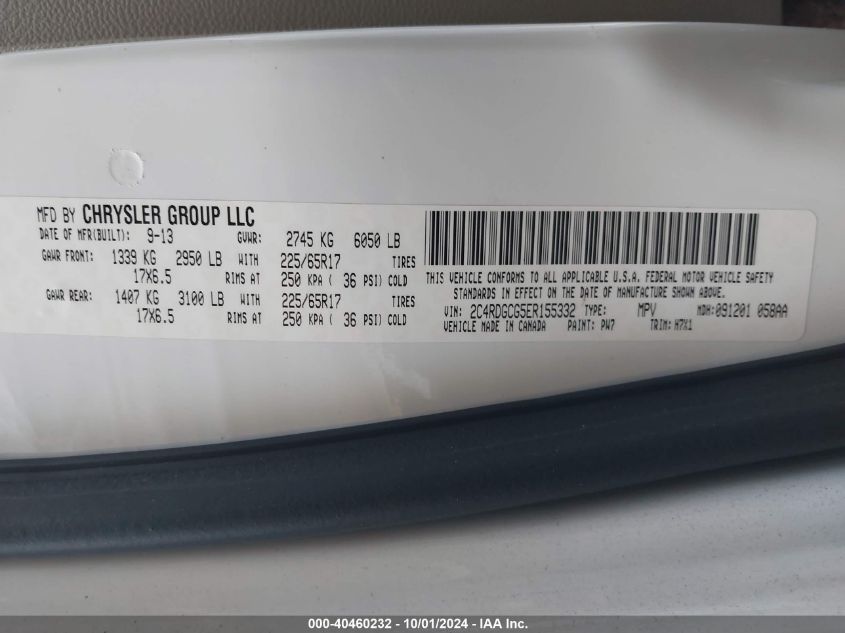 MFD BY CHRYSLER GROUP LLC
DATE OF MFR(BUILT): 9-13 GVWR: 2745 KG 6050 LB
GAWR FRONT: 1339 KG 2950 LB WITH 225/65R17 TIRES
17X6.5 RIMS AT 250 KPA ( 36 PSI) COLD
GAWR REAR: 1407 KG 3100 LB WITH 225/65R17 TIRES
17X6.5 RIMS AT 250 KPA ( 36 PSI) COLD
THIS VEHICLE CONFORMS TO ALL APPLICABLE U.S.A. FEDERAL MOTOR VEHICLE SAFETY
STANDARDS IN EFFECT ON THE DATE OF MANUFACTURE SHOWN ABOVE.
VIN: 2C4RDGCG5ER155332 TYPE: MPV MDH:091201 058AA
VEHICLE MADE IN CANADA PAINT: PW7 TRIM: H7X1
000-40460232 - 10/01/2024 - IAA Inc.